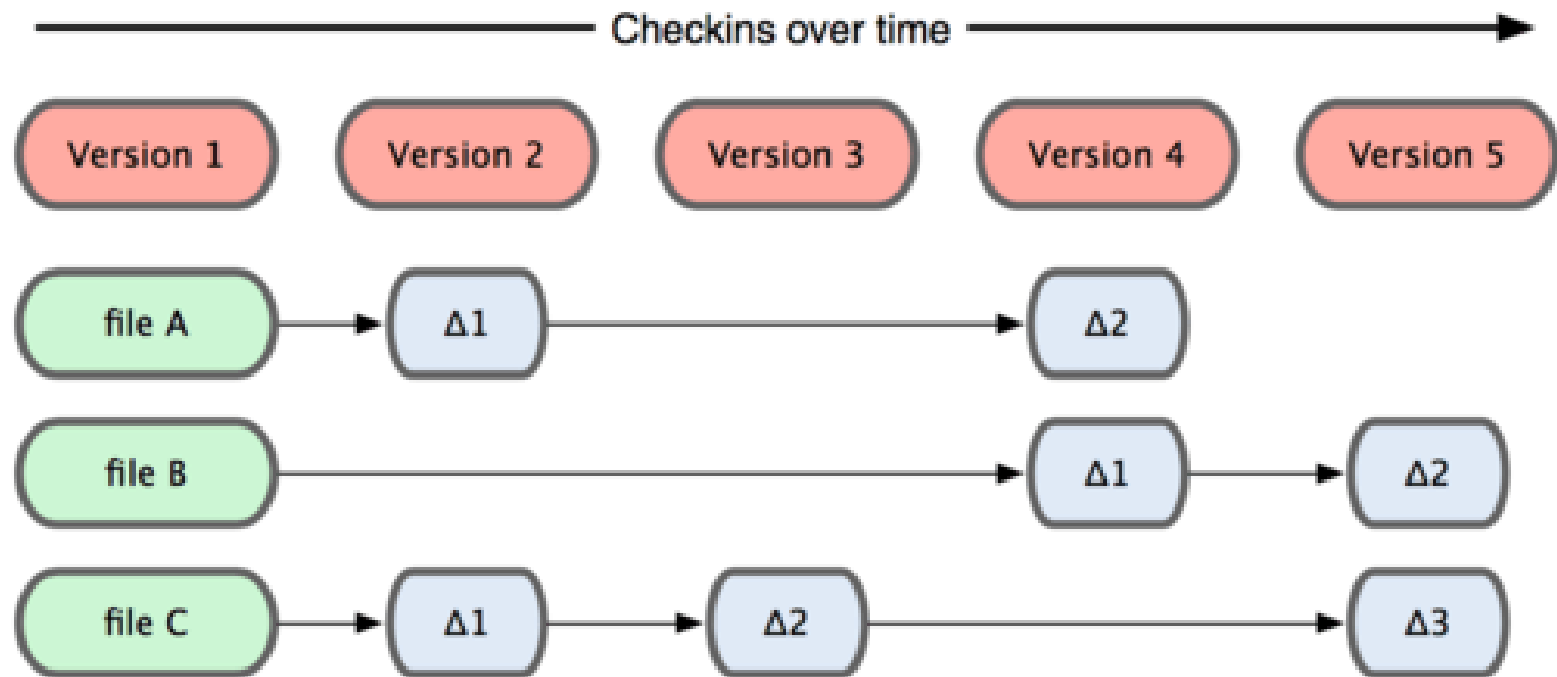 Checkins over time
Version 1 Version 2 Version 3 Version 4 Version 5
file A Δ1 Δ2
file B Δ1 Δ2
file C Δ1 Δ2 Δ3